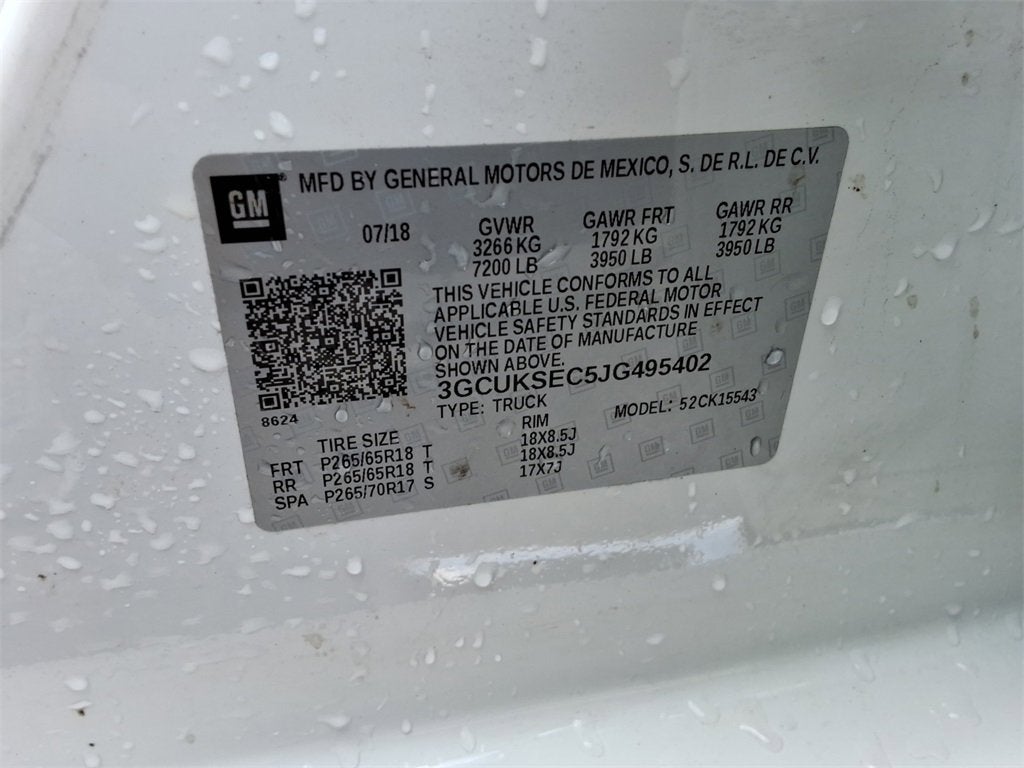 GM
MFD BY GENERAL MOTORS DE MEXICO, S. DE R.L. DE C.V.
07/18 GVWR GAWR FRT GAWR RR
3266 KG 1792 KG 1792 KG
7200 LB 3950 LB 3950 LB
THIS VEHICLE CONFORMS TO ALL
APPLICABLE U.S. FEDERAL MOTOR
VEHICLE SAFETY STANDARDS IN EFFECT
ON THE DATE OF MANUFACTURE
SHOWN ABOVE.
3GCUKSEC5JG495402
TYPE: TRUCK MODEL: 52CK15543
8624
TIRE SIZE RIM
FRT P265/65R18 T 18X8.5J
RR P265/65R18 T 18X8.5J
SPA P265/70R17 S 17X7J